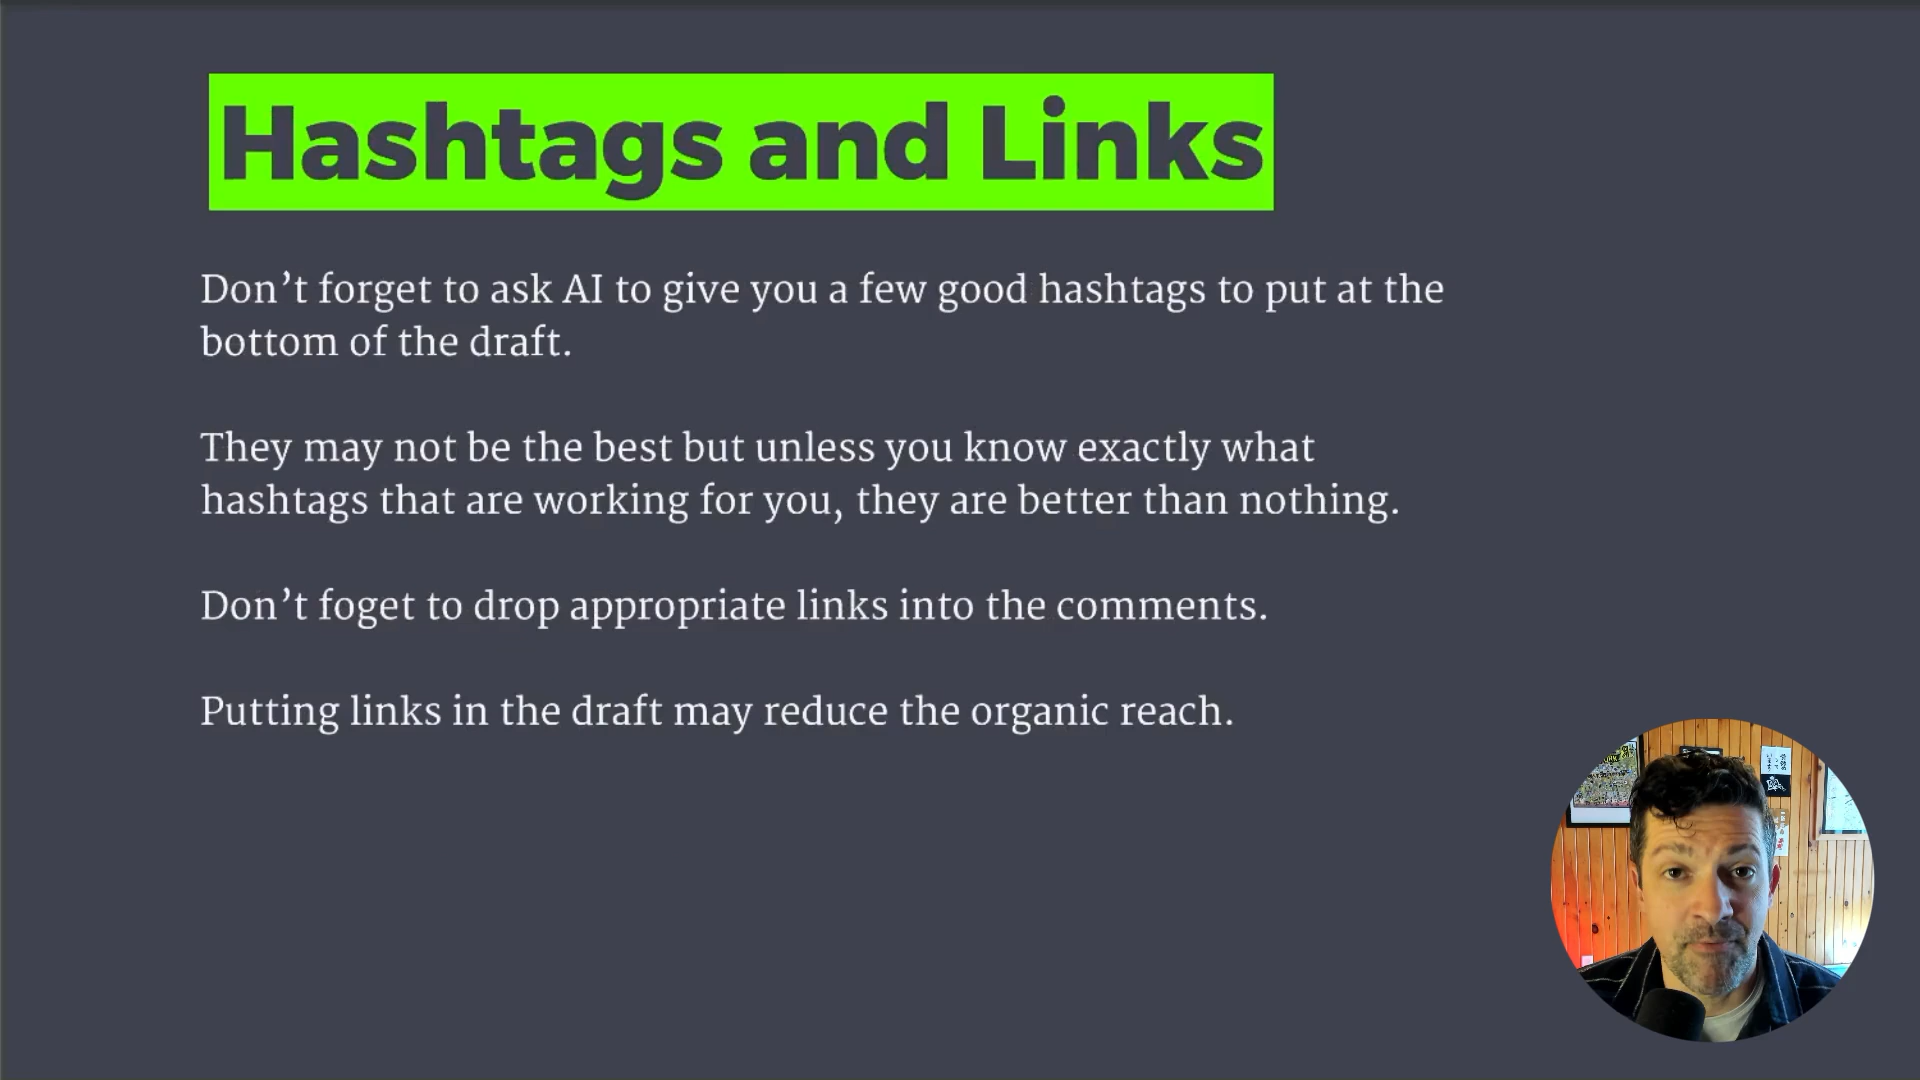 Hashtags and Links
Don’t forget to ask AI to give you a few good hashtags to put at the
bottom of the draft.
They may not be the best but unless you know exactly what
hashtags that are working for you, they are better than nothing.
Don’t foget to drop appropriate links into the comments.
Putting links in the draft may reduce the organic reach.